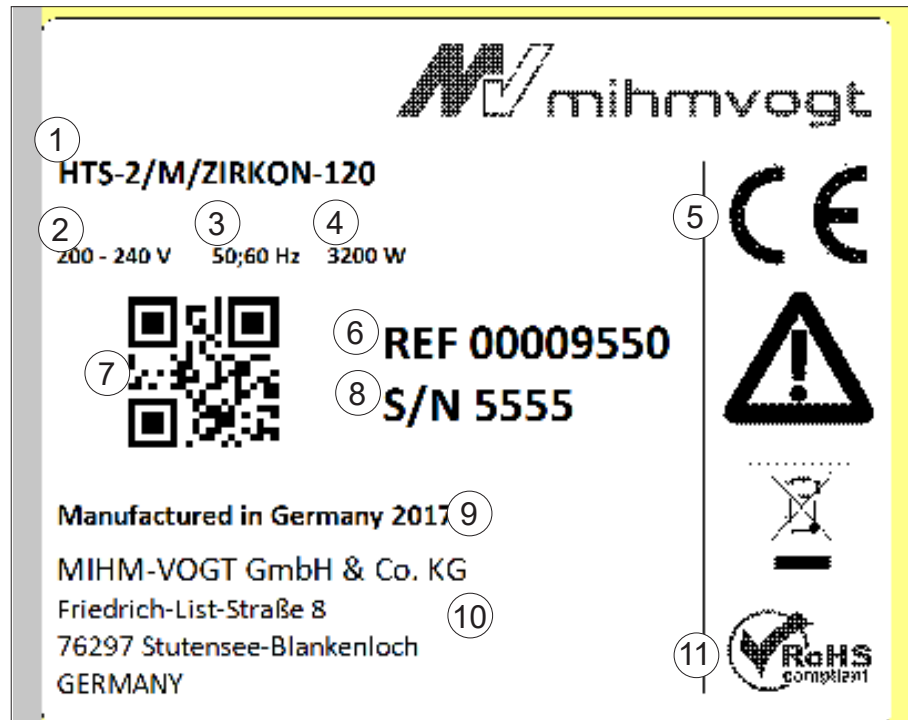 mihmvogt
1
HTS-2/M/ZIRKON-120
2 3 4
200 - 240 V 50;60 Hz 3200 W
5
CE
6 REF 00009550
7
8 S/N 5555
Manufactured in Germany 2017 9
MIHM-VOGT GmbH & Co. KG
Friedrich-List-Straße 8
10
76297 Stutensee-Blankenloch
GERMANY
11
RoHS
compliant